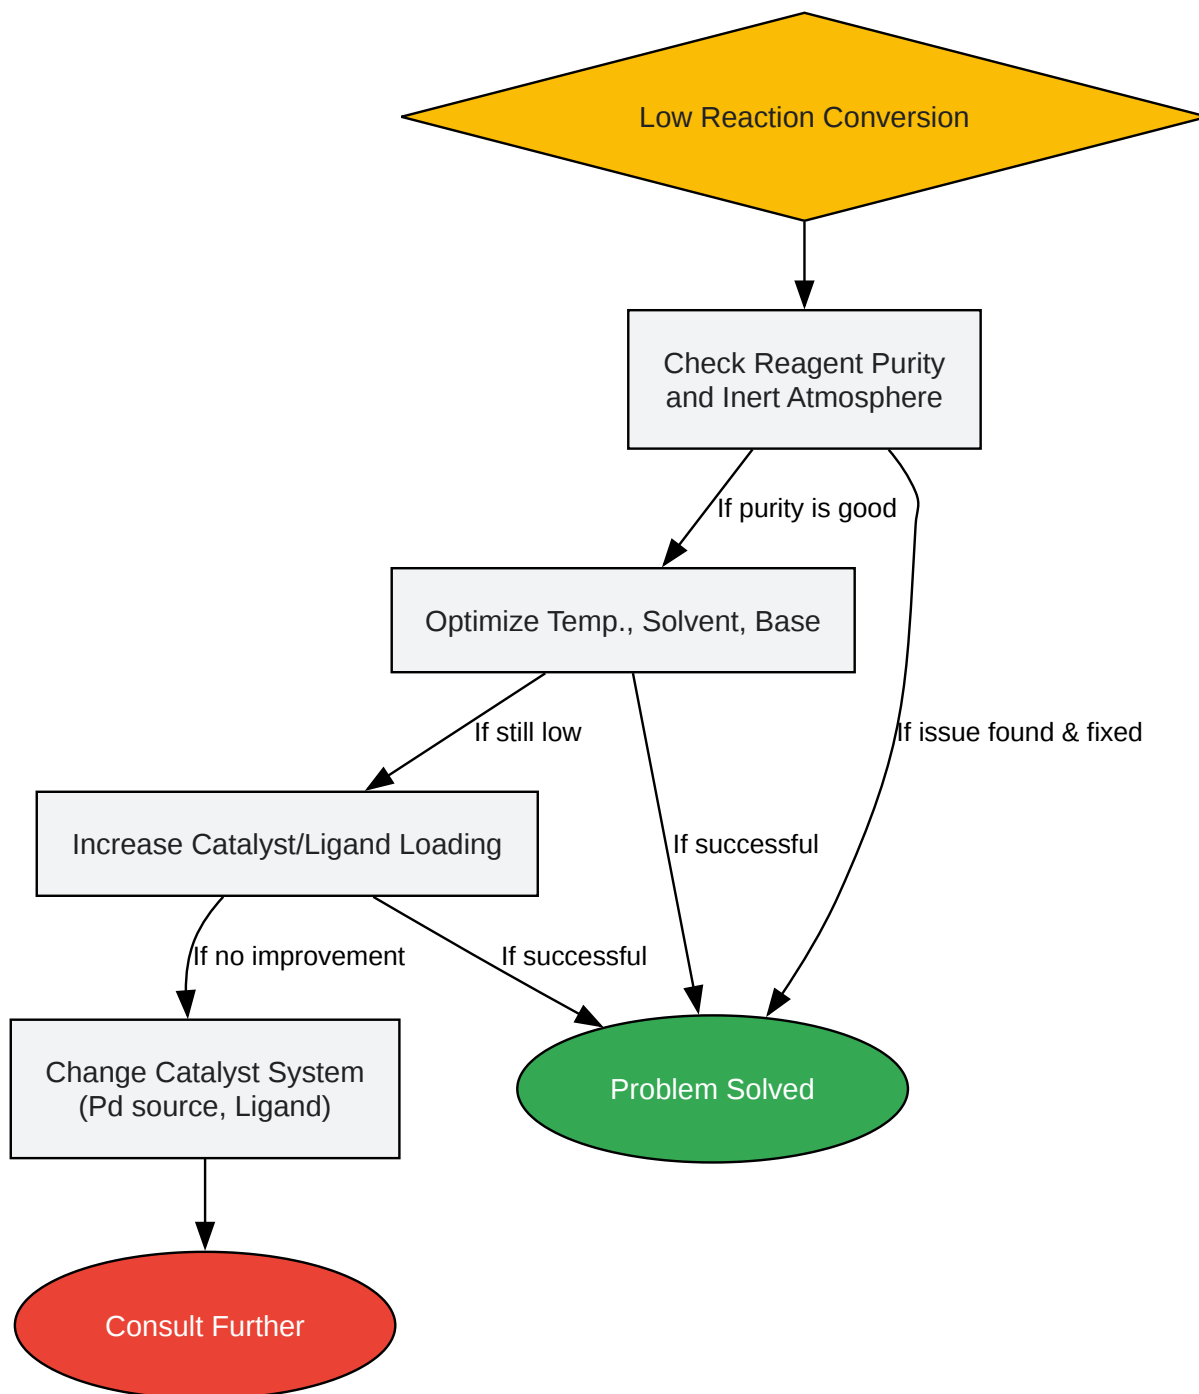 Low Reaction Conversion
Check Reagent Purity
and Inert Atmosphere
If purity is good
Optimize Temp., Solvent, Base
If still low
If issue found & fixed
Increase Catalyst/Ligand Loading
If successful
If no improvement
If successful
Change Catalyst System
(Pd source, Ligand)
Problem Solved
Consult Further